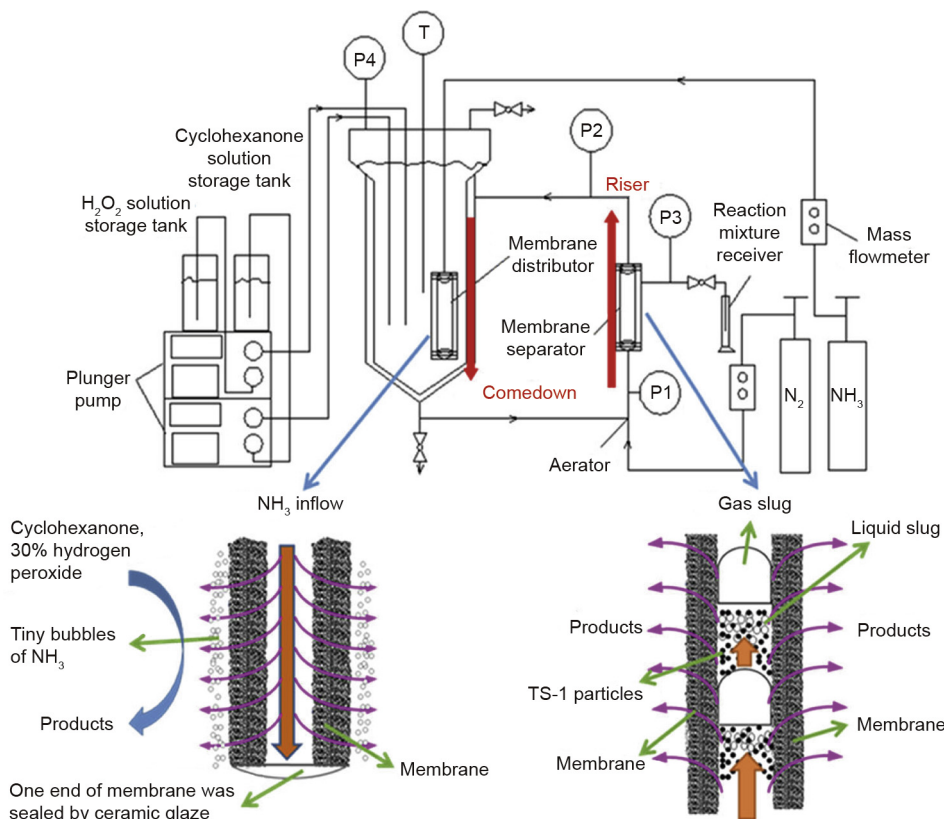 T
P4
P2
Cyclohexanone
solution
storage tank
Riser
P3
H₂O₂ solution
storage tank
Reaction
mixture
receiver
Mass
flowmeter
Membrane
distributor
Membrane
separator
Plunger
pump
Comedown
P1
N₂
NH₃
Aerator
NH₃ inflow
Gas slug
Cyclohexanone,
30% hydrogen
peroxide
Liquid slug
Tiny bubbles
of NH₃
Products
Products
TS-1 particles
Products
Membrane
Membrane
Membrane
One end of membrane was
sealed by ceramic glaze